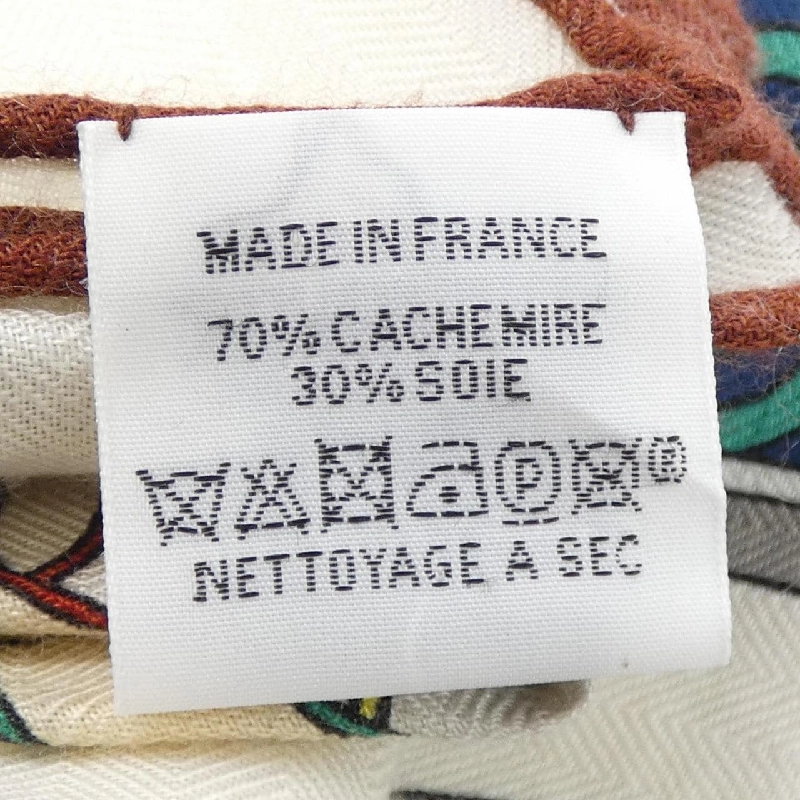 MADE IN FRANCE
70% CACHEMIRE
30% SOIE
P ®
NETTOYAGE A SEC